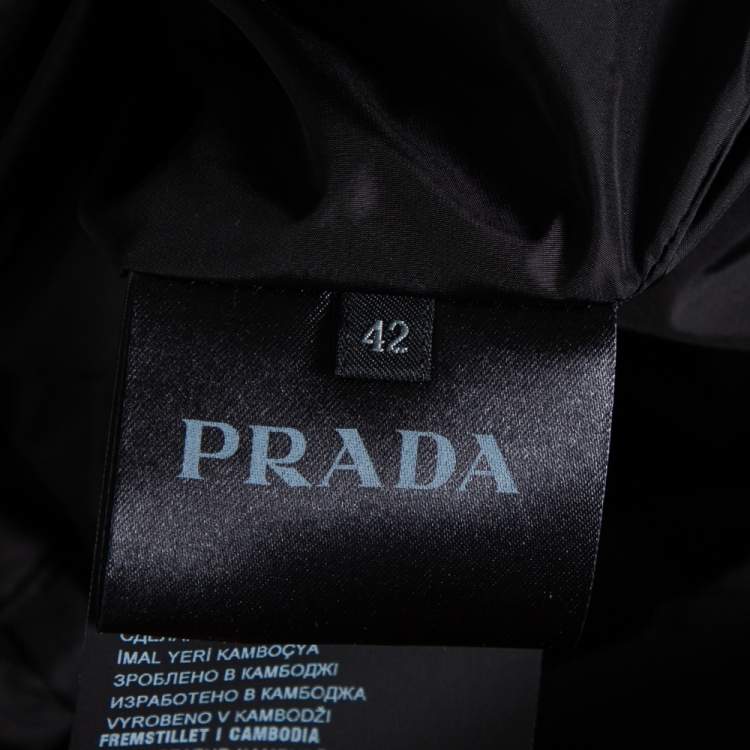 42
PRADA
İMAL YERİ KAMBOÇYA
ЗРОБЛЕНО В КАМБОДЖІ
ИЗРАБОТЕНО В КАМБОДЖА
VYROBENO V KAMBODŽI
FREMSTILLET I CAMBODIA